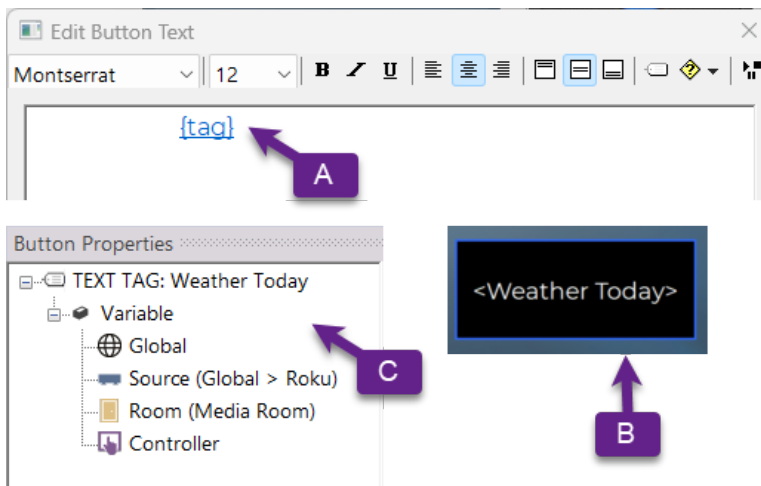 Edit Button Text
Montserrat 12 B I U
{tag}
A
Button Properties
TEXT TAG: Weather Today
Variable
Global
Source (Global > Roku)
Room (Media Room)
Controller
C
<Weather Today>
B